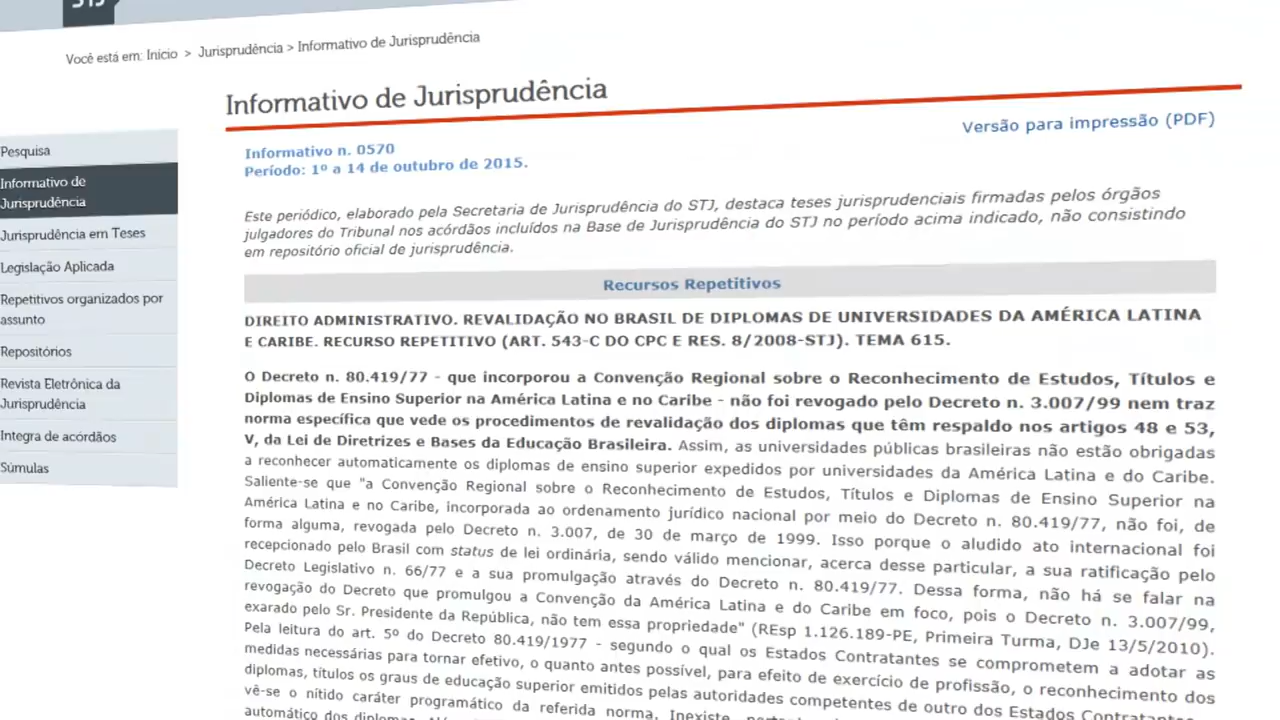 STJ
Você está em: Início > Jurisprudência > Informativo de Jurisprudência
Informativo de Jurisprudência
Versão para impressão (PDF)
Informativo n. 0570
Período: 1º a 14 de outubro de 2015.
Pesquisa
Informativo de
Jurisprudência
Jurisprudência em Teses
Legislação Aplicada
Repetitivos organizados por
assunto
Repositórios
Revista Eletrônica da
Jurisprudência
Integra de acórdãos
Súmulas
Este periódico, elaborado pela Secretaria de Jurisprudência do STJ, destaca teses jurisprudenciais firmadas pelos órgãos
julgadores do Tribunal nos acórdãos incluídos na Base de Jurisprudência do STJ no período acima indicado, não consistindo
em repositório oficial de jurisprudência.
Recursos Repetitivos
DIREITO ADMINISTRATIVO. REVALIDAÇÃO NO BRASIL DE DIPLOMAS DE UNIVERSIDADES DA AMÉRICA LATINA
E CARIBE. RECURSO REPETITIVO (ART. 543-C DO CPC E RES. 8/2008-STJ). TEMA 615.
O Decreto n. 80.419/77 - que incorporou a Convenção Regional sobre o Reconhecimento de Estudos, Títulos e
Diplomas de Ensino Superior na América Latina e no Caribe - não foi revogado pelo Decreto n. 3.007/99 nem traz
norma específica que vede os procedimentos de revalidação dos diplomas que têm respaldo nos artigos 48 e 53,
V, da Lei de Diretrizes e Bases da Educação Brasileira. Assim, as universidades públicas brasileiras não estão obrigadas
a reconhecer automaticamente os diplomas de ensino superior expedidos por universidades da América Latina e do Caribe.
Saliente-se que "a Convenção Regional sobre o Reconhecimento de Estudos, Títulos e Diplomas de Ensino Superior na
América Latina e no Caribe, incorporada ao ordenamento jurídico nacional por meio do Decreto n. 80.419/77, não foi, de
forma alguma, revogada pelo Decreto n. 3.007, de 30 de março de 1999. Isso porque o aludido ato internacional foi
recepcionado pelo Brasil com status de lei ordinária, sendo válido mencionar, acerca desse particular, a sua ratificação pelo
Decreto Legislativo n. 66/77 e a sua promulgação através do Decreto n. 80.419/77. Dessa forma, não há se falar na
revogação do Decreto que promulgou a Convenção da América Latina e do Caribe em foco, pois o Decreto n. 3.007/99,
exarado pelo Sr. Presidente da República, não tem essa propriedade" (REsp 1.126.189-PE, Primeira Turma, DJe 13/5/2010).
Pela leitura do art. 5º do Decreto 80.419/1977 - segundo o qual os Estados Contratantes se comprometem a adotar as
medidas necessárias para tornar efetivo, o quanto antes possível, para efeito de exercício de profissão, o reconhecimento dos
diplomas, títulos os graus de educação superior emitidos pelas autoridades competentes de outro dos Estados Contratantes
vê-se o nítido caráter programático da referida norma. Inexiste,
automático dos diplomas.